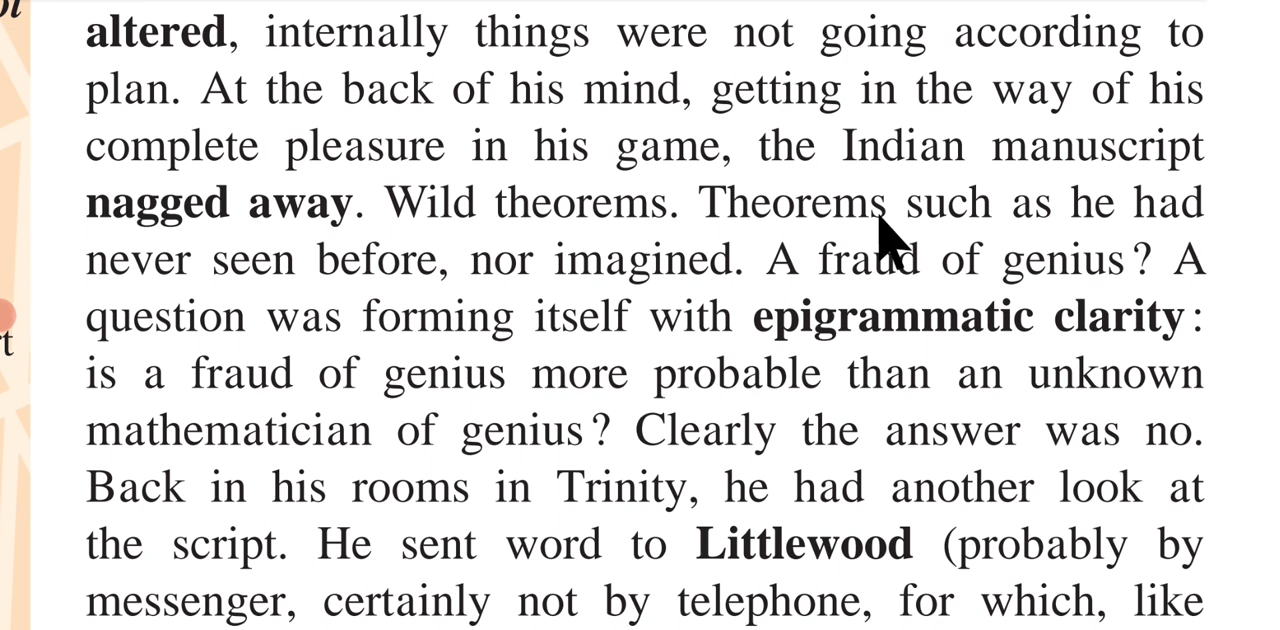 altered, internally things were not going according to
plan. At the back of his mind, getting in the way of his
complete pleasure in his game, the Indian manuscript
nagged away. Wild theorems. Theorems such as he had
never seen before, nor imagined. A fraud of genius? A
question was forming itself with epigrammatic clarity:
is a fraud of genius more probable than an unknown
mathematician of genius? Clearly the answer was no.
Back in his rooms in Trinity, he had another look at
the script. He sent word to Littlewood (probably by
messenger, certainly not by telephone, for which, like